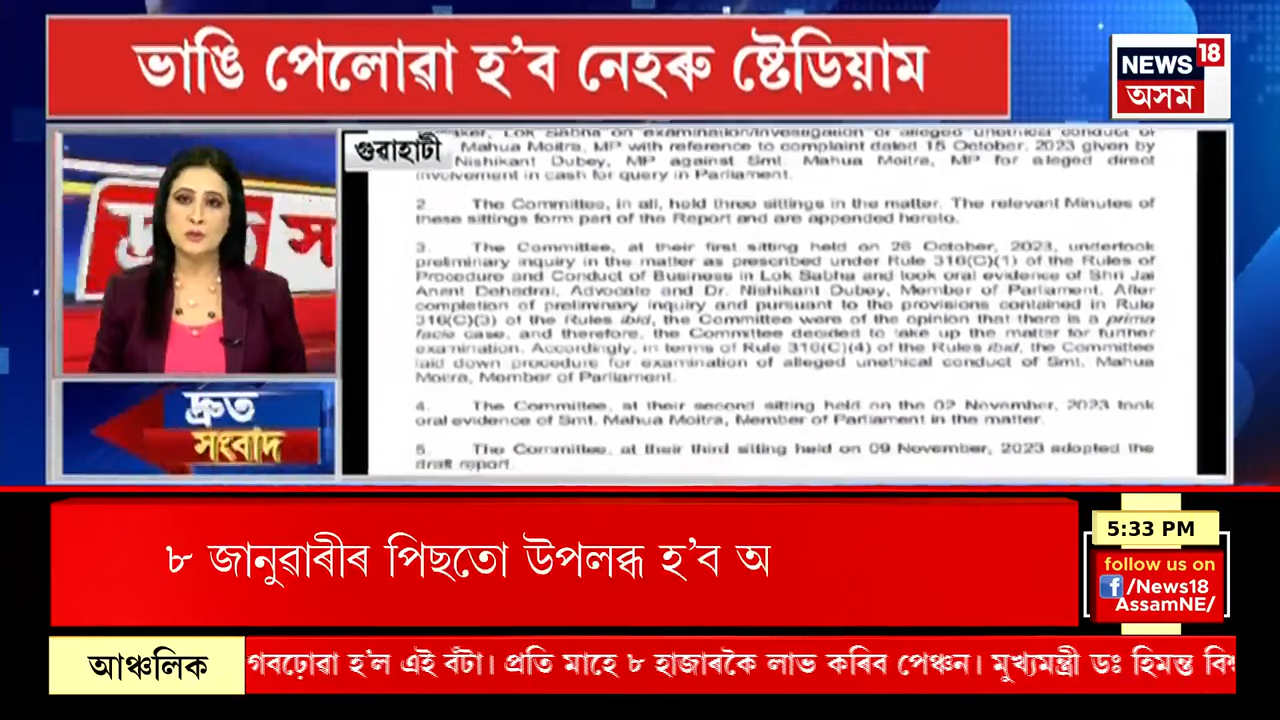 ভাঙি পেলোৱা হ'ব নেহৰু ষ্টেডিয়াম
NEWS 18
অসম
গুৱাহাটী
Lok Sabha on examination/investigation of alleged unethical conduct of
Mahua Moitra, MP with reference to complaint dated 15 October, 2023 given by
Nishikant Dubey, MP against Smt. Mahua Moitra, MP for alleged direct
involvement in cash for query in Parliament.
2. The Committee, in all, held three sittings in the matter. The relevant Minutes of
these sittings form part of the Report and are appended hereto.
3. The Committee, at their first sitting held on 26 October, 2023, undertook
preliminary inquiry in the matter as prescribed under Rule 316(C)(1) of the Rules of
Procedure and Conduct of Business in Lok Sabha and took oral evidence of Shri Jai
Anant Dehadrai, Advocate and Dr. Nishikant Dubey, Member of Parliament. After
completion of preliminary inquiry and pursuant to the provisions contained in Rule
316(C)(3) of the Rules ibid, the Committee were of the opinion that there is a prima
facie case, and therefore, the Committee decided to take up the matter for further
examination. Accordingly, in terms of Rule 316(C)(4) of the Rules ibid, the Committee
laid down procedure for examination of alleged unethical conduct of Smt. Mahua
Moitra, Member of Parliament.
4. The Committee, at their second sitting held on the 02 November, 2023 took
oral evidence of Smt. Mahua Moitra, Member of Parliament in the matter.
5. The Committee, at their third sitting held on 09 November, 2023 adopted the
draft report.
দ্ৰুত স
দ্ৰুত
সংবাদ
৮ জানুৱাৰীৰ পিছতো উপলব্ধ হ'ব অ
5:33 PM
follow us on
f /News18
AssamNE/
আঞ্চলিক
গবঢ়োৱা হ'ল এই বঁটা। প্ৰতি মাহে ৮ হাজাৰকৈ লাভ কৰিব পেঞ্চন। মুখ্যমন্ত্ৰী ডঃ হিমন্ত বিশ্ব